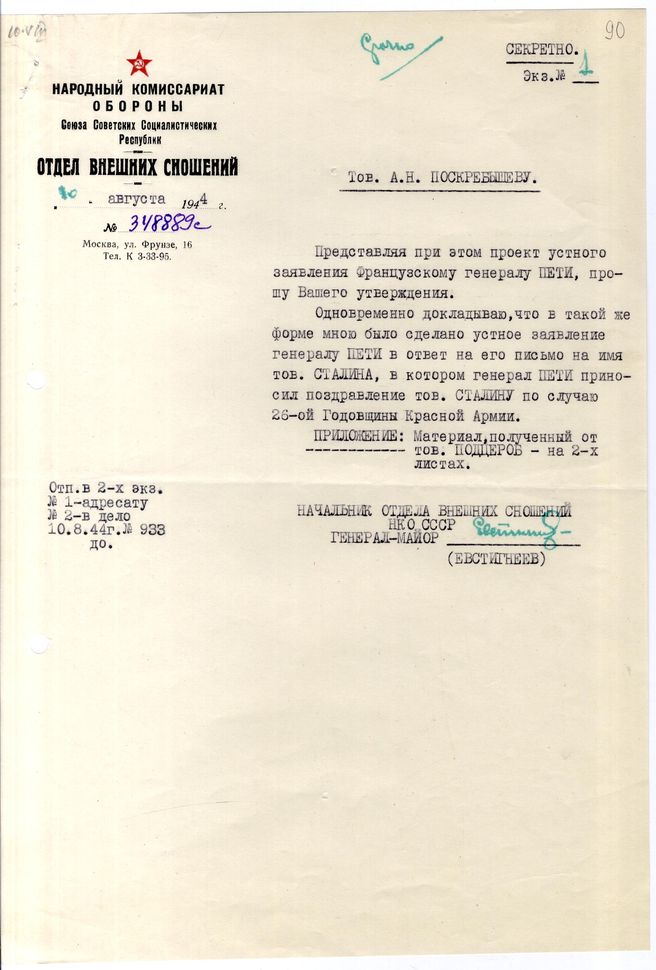 10.VIII
90
Срочно
СЕКРЕТНО.
Экз.№ 1
НАРОДНЫЙ КОМИССАРИАТ
ОБОРОНЫ
Союза Советских Социалистических
Республик
ОТДЕЛ ВНЕШНИХ СНОШЕНИЙ
"10" августа 1944 г.
№ 348889с
Москва, ул. Фрунзе, 16
Тел. К 3-33-95.
Тов. А.Н. ПОСКРЕБЫШЕВУ.
Представляя при этом проект устного
заявления Французскому генералу ПЕТИ, про-
шу Вашего утверждения.
Одновременно докладываю,что в такой же
форме мною было сделано устное заявление
генералу ПЕТИ в ответ на его письмо на имя
тов. СТАЛИНА, в котором генерал ПЕТИ прино-
сил поздравление тов. СТАЛИНУ по случаю
26-ой Годовщины Красной Армии.
ПРИЛОЖЕНИЕ: Материал,полученный от
тов. ПОДЦЕРОБ - на 2-х
листах.
Отп.в 2-х экз.
№ 1-адресату
№ 2-в дело
10.8.44г.№ 933
до.
НАЧАЛЬНИК ОТДЕЛА ВНЕШНИХ СНОШЕНИЙ
НКО СССР
ГЕНЕРАЛ-МАЙОР
(ЕВСТИГНЕЕВ)